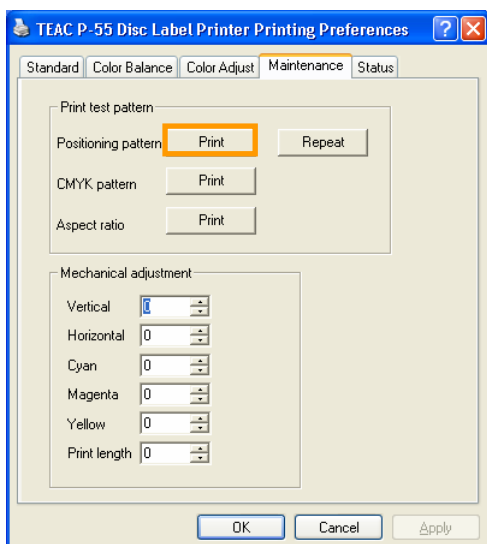 TEAC P-55 Disc Label Printer Printing Preferences
Standard Color Balance Color Adjust Maintenance Status
Print test pattern
Positioning pattern Print Repeat
CMYK pattern Print
Aspect ratio Print
Mechanical adjustment
Vertical 0
Horizontal 0
Cyan 0
Magenta 0
Yellow 0
Print length 0
OK Cancel Apply